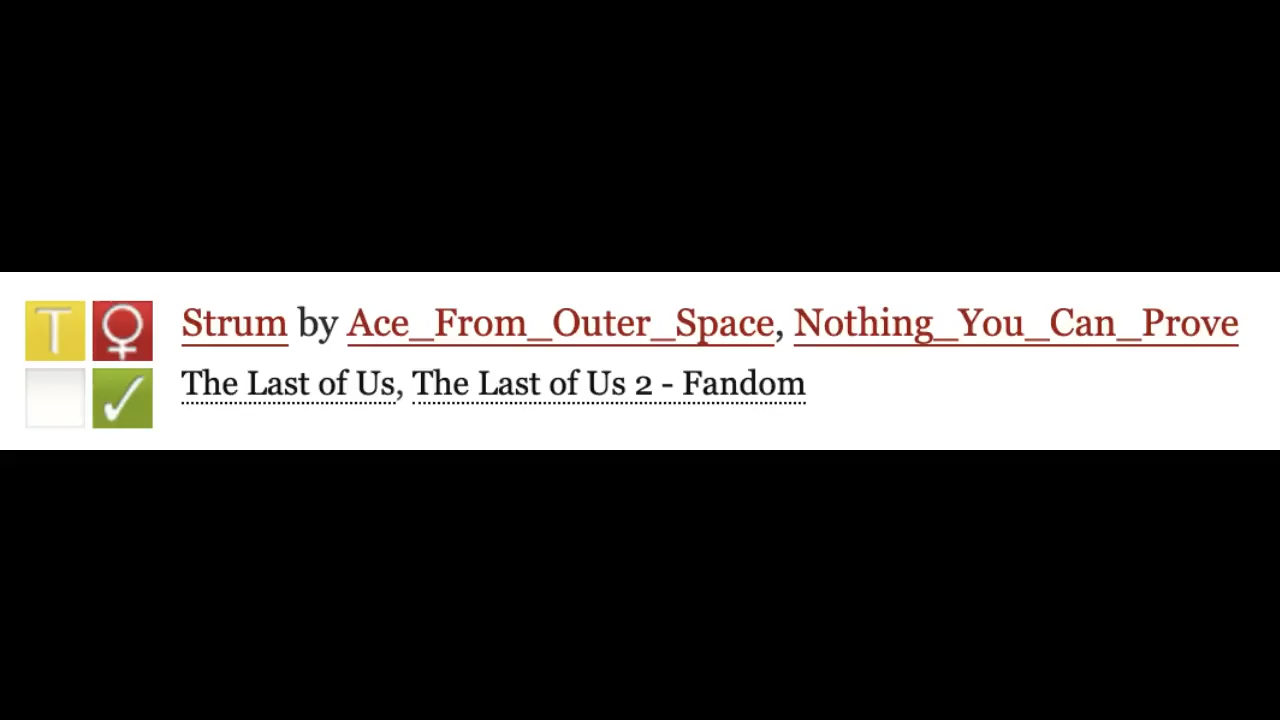 T ♀ Strum by Ace_From_Outer_Space, Nothing_You_Can_Prove
✓ The Last of Us, The Last of Us 2 - Fandom